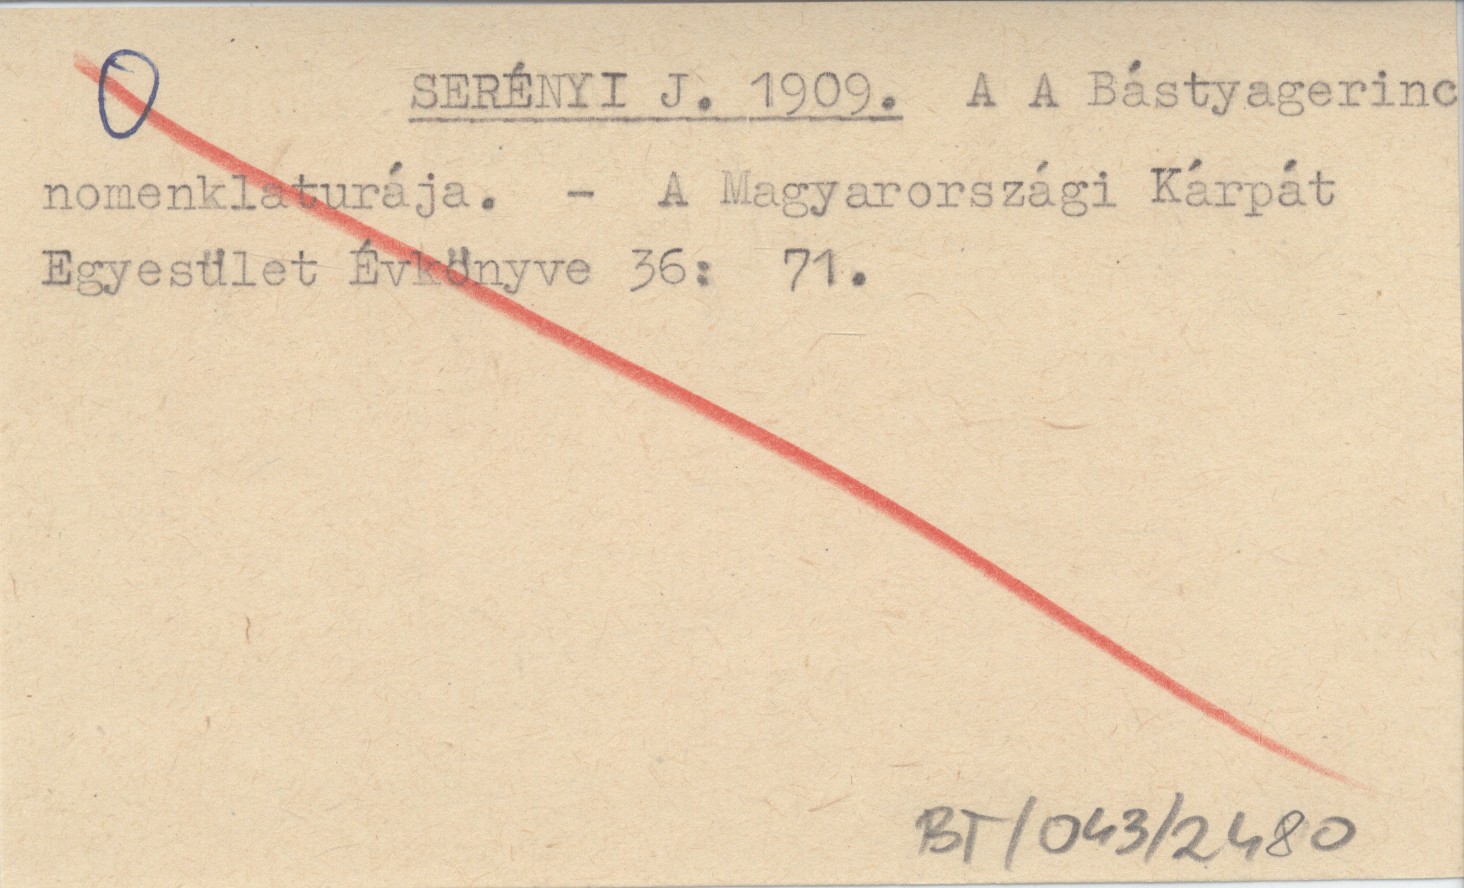 SERÉNYI J. 1909. A A Bástyagerinc
nomenklaturája. - A Magyarországi Kárpát
Egyesület Évkönyve 36: 71.
BT/043/2480